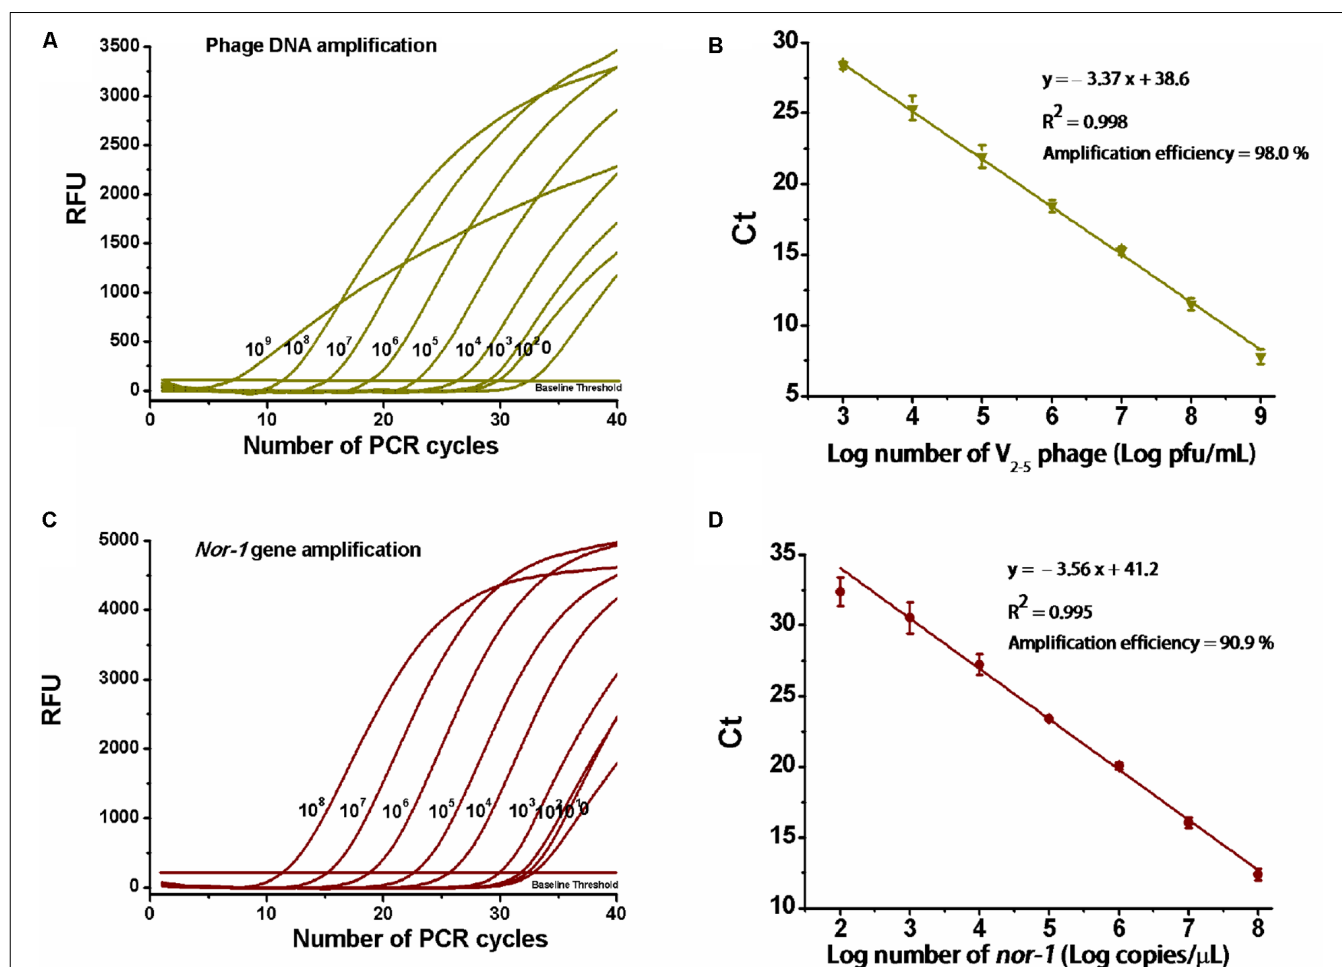 A
Phage DNA amplification
3500
3000
2500
2000
1500
1000
500
0
RFU
10⁹ 10⁸ 10⁷ 10⁶ 10⁵ 10⁴ 10³ 10² 0
Baseline Threshold
0 10 20 30 40
Number of PCR cycles
B
30
25
20
15
10
5
Ct
y = − 3.37 x + 38.6
R² = 0.998
Amplification efficiency = 98.0 %
3 4 5 6 7 8 9
Log number of V₂₋₅ phage (Log pfu/mL)
C
Nor-1 gene amplification
5000
4000
3000
2000
1000
0
RFU
10⁸ 10⁷ 10⁶ 10⁵ 10⁴ 10³ 10² 10¹ 0
Baseline Threshold
0 10 20 30 40
Number of PCR cycles
D
35
30
25
20
15
10
Ct
y = − 3.56 x + 41.2
R² = 0.995
Amplification efficiency = 90.9 %
2 3 4 5 6 7 8
Log number of nor-1 (Log copies/μL)